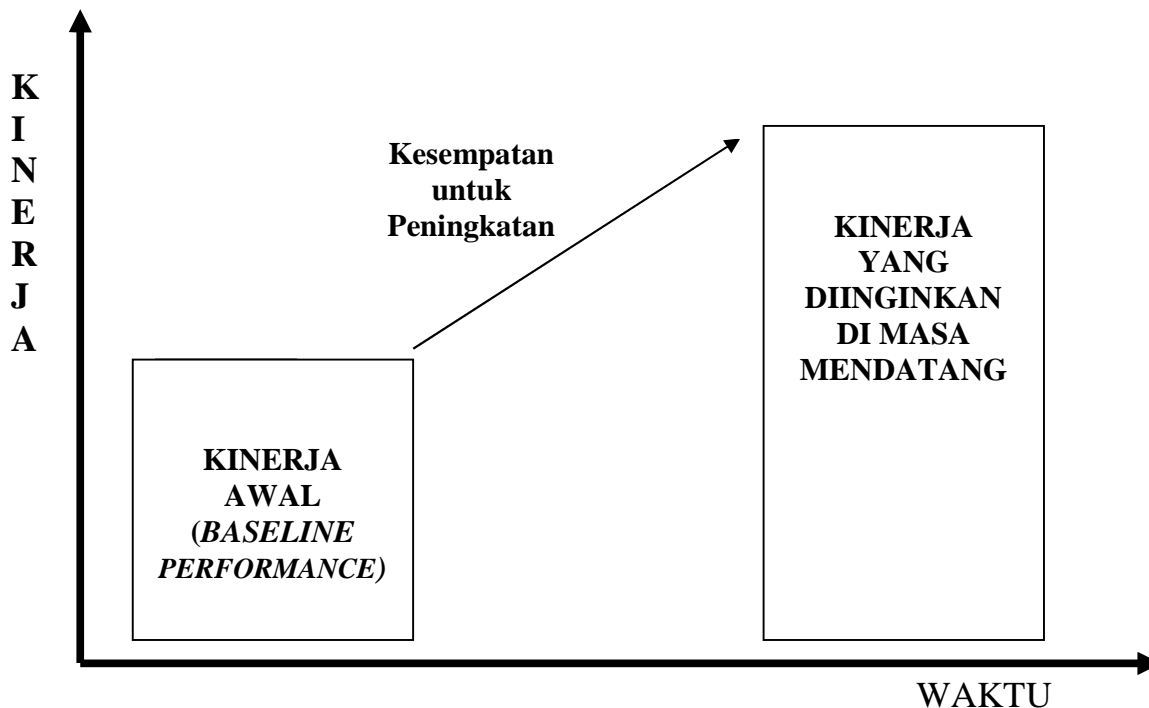 K
I
N
E
R
J
A
Kesempatan
untuk
Peningkatan
KINERJA
YANG
DIINGINKAN
DI MASA
MENDATANG
KINERJA
AWAL
(BASELINE
PERFORMANCE)
WAKTU